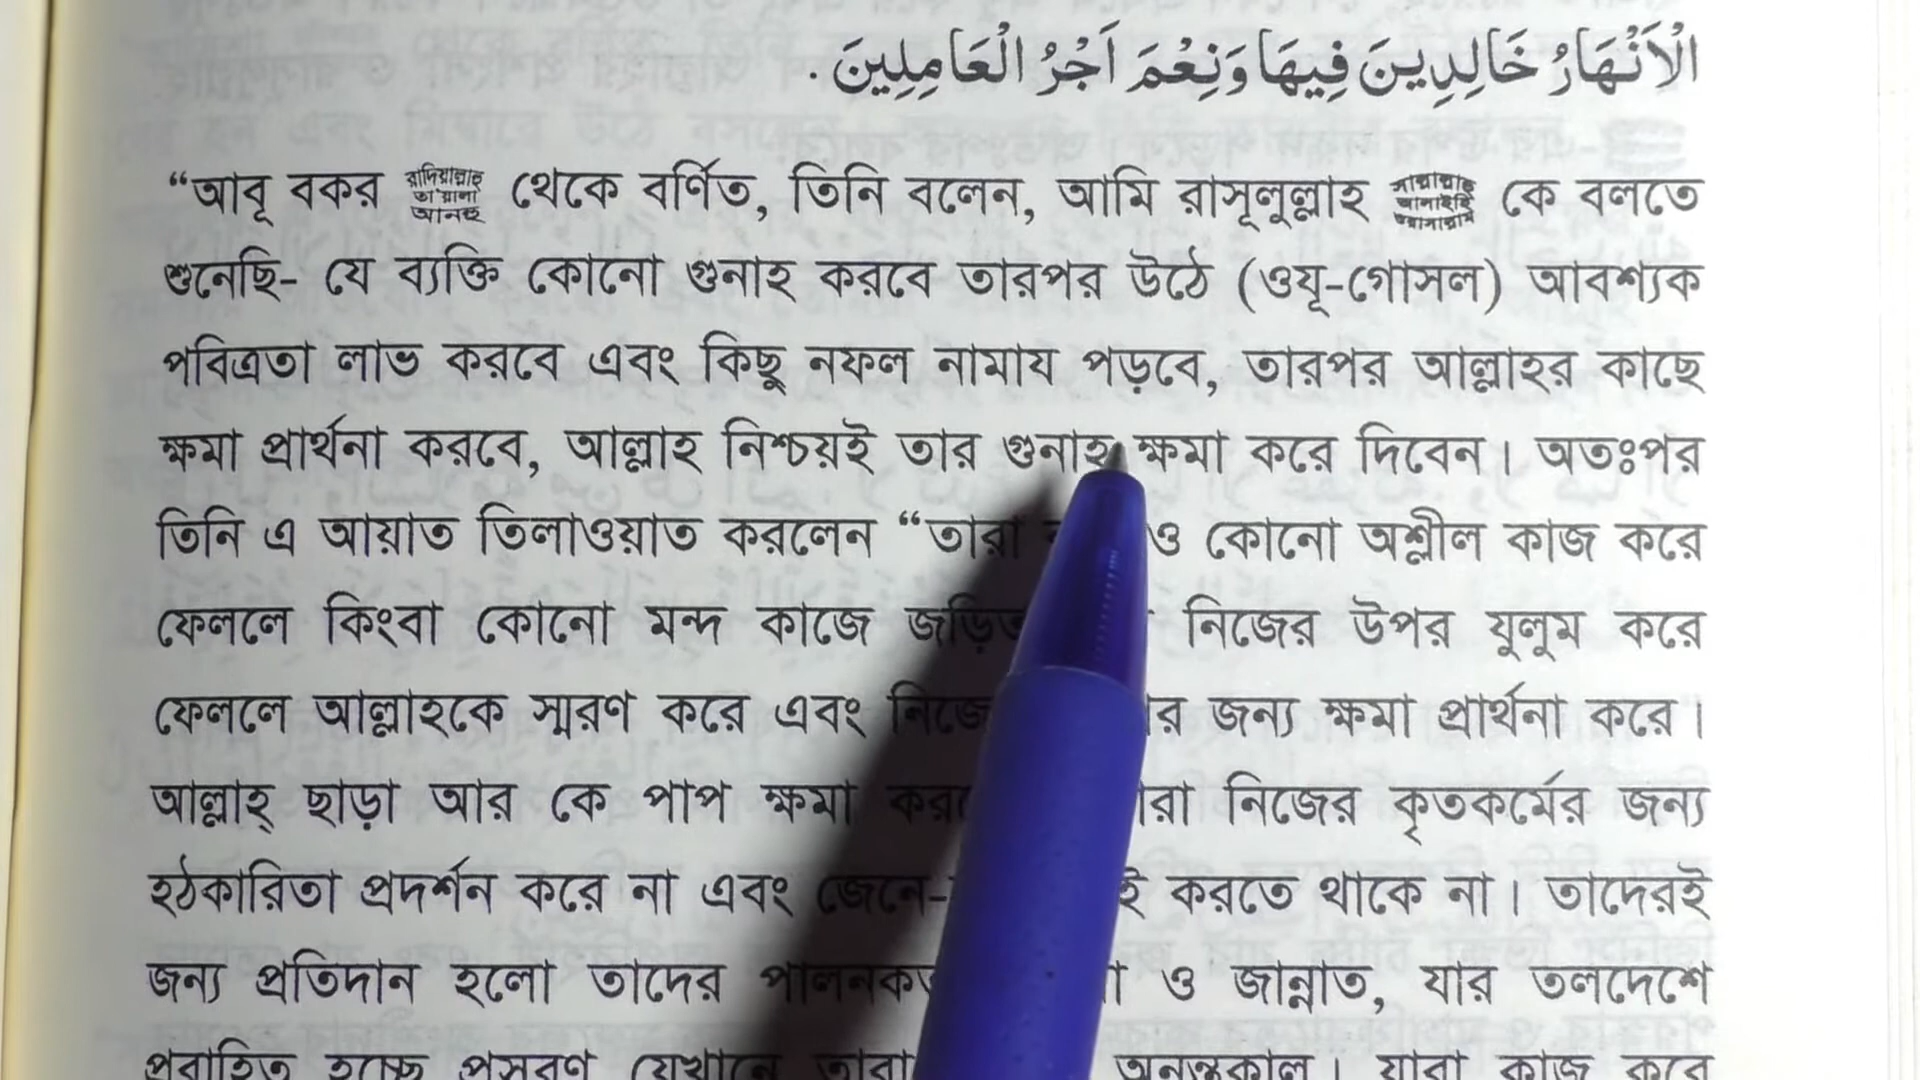 الْاَنْهَارُ خَالِدِينَ فِيهَا وَنِعْمَ اَجْرُ الْعَامِلِينَ .
“আবূ বকর রাদিয়াল্লাহু তা'য়ালা আনহু থেকে বর্ণিত, তিনি বলেন, আমি রাসূলুল্লাহ সাল্লাল্লাহু আলাইহি ওয়াসাল্লাম কে বলতে
শুনেছি- যে ব্যক্তি কোনো গুনাহ করবে তারপর উঠে (ওযূ-গোসল) আবশ্যক
পবিত্রতা লাভ করবে এবং কিছু নফল নামায পড়বে, তারপর আল্লাহর কাছে
ক্ষমা প্রার্থনা করবে, আল্লাহ নিশ্চয়ই তার গুনাহ ক্ষমা করে দিবেন। অতঃপর
তিনি এ আয়াত তিলাওয়াত করলেন “তারা ও কোনো অশ্লীল কাজ করে
ফেললে কিংবা কোনো মন্দ কাজে নিজের উপর যুলুম করে
ফেললে আল্লাহকে স্মরণ করে এবং জন্য ক্ষমা প্রার্থনা করে।
আল্লাহ্ ছাড়া আর কে পাপ ক্ষমা নিজের কৃতকর্মের জন্য
হঠকারিতা প্রদর্শন করে না এবং জেনে- করতে থাকে না। তাদেরই
জন্য প্রতিদান হলো তাদের ও জান্নাত, যার তলদেশে
প্রবাহিত হচ্ছে প্রস্রবণ যেখানে তারা অনন্তকাল। যারা কাজ করে